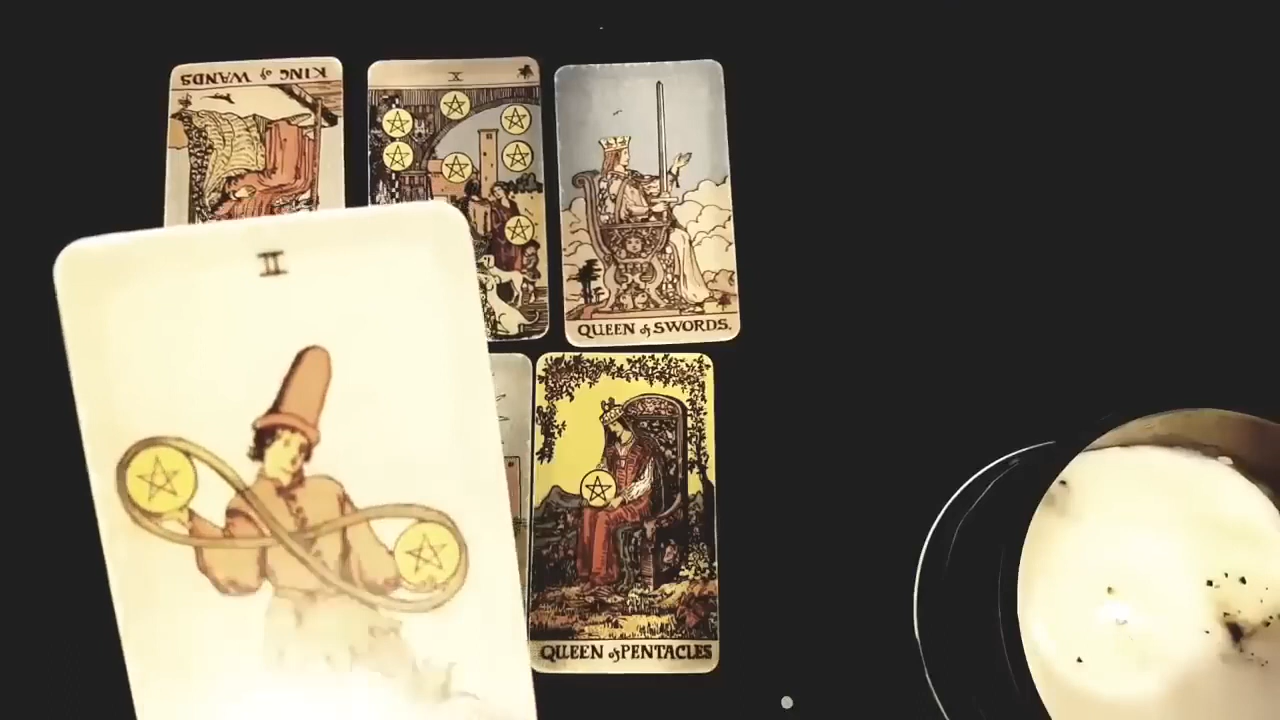 KING of WANDS
X
QUEEN of SWORDS.
II
QUEEN of PENTACLES